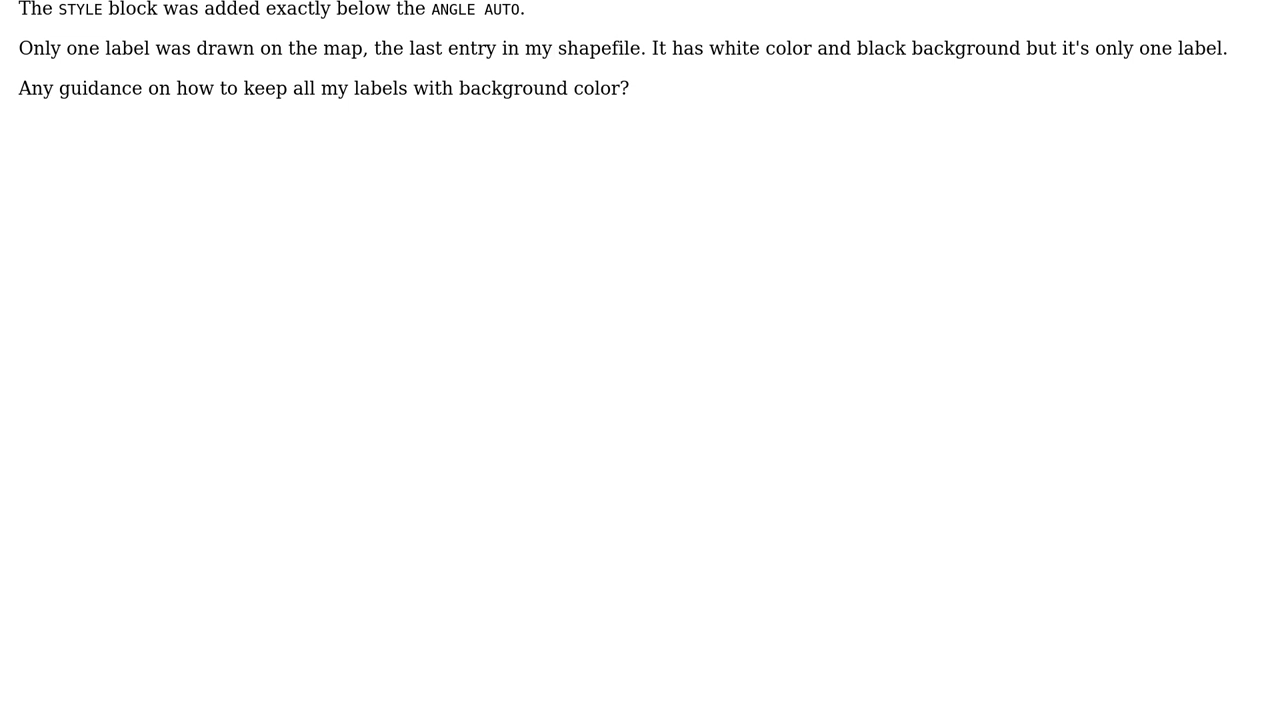 The STYLE block was added exactly below the ANGLE AUTO.
Only one label was drawn on the map, the last entry in my shapefile. It has white color and black background but it's only one label.
Any guidance on how to keep all my labels with background color?